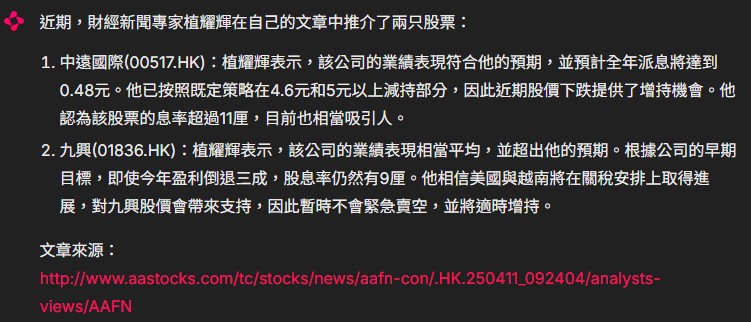 近期，財經新聞專家植耀輝在自己的文章中推介了兩只股票：
1. 中遠國際(00517.HK)：植耀輝表示，該公司的業績表現符合他的預期，並預計全年派息將達到
0.48元。他已按照既定策略在4.6元和5元以上減持部分，因此近期股價下跌提供了增持機會。他
認為該股票的息率超過11厘，目前也相當吸引人。
2. 九興(01836.HK)：植耀輝表示，該公司的業績表現相當平均，並超出他的預期。根據公司的早期
目標，即使今年盈利倒退三成，股息率仍然有9厘。他相信美國與越南將在關稅安排上取得進
展，對九興股價會帶來支持，因此暫時不會緊急賣空，並將適時增持。
文章來源：
http://www.aastocks.com/tc/stocks/news/aafn-con/.HK.250411_092404/analysts-
views/AAFN